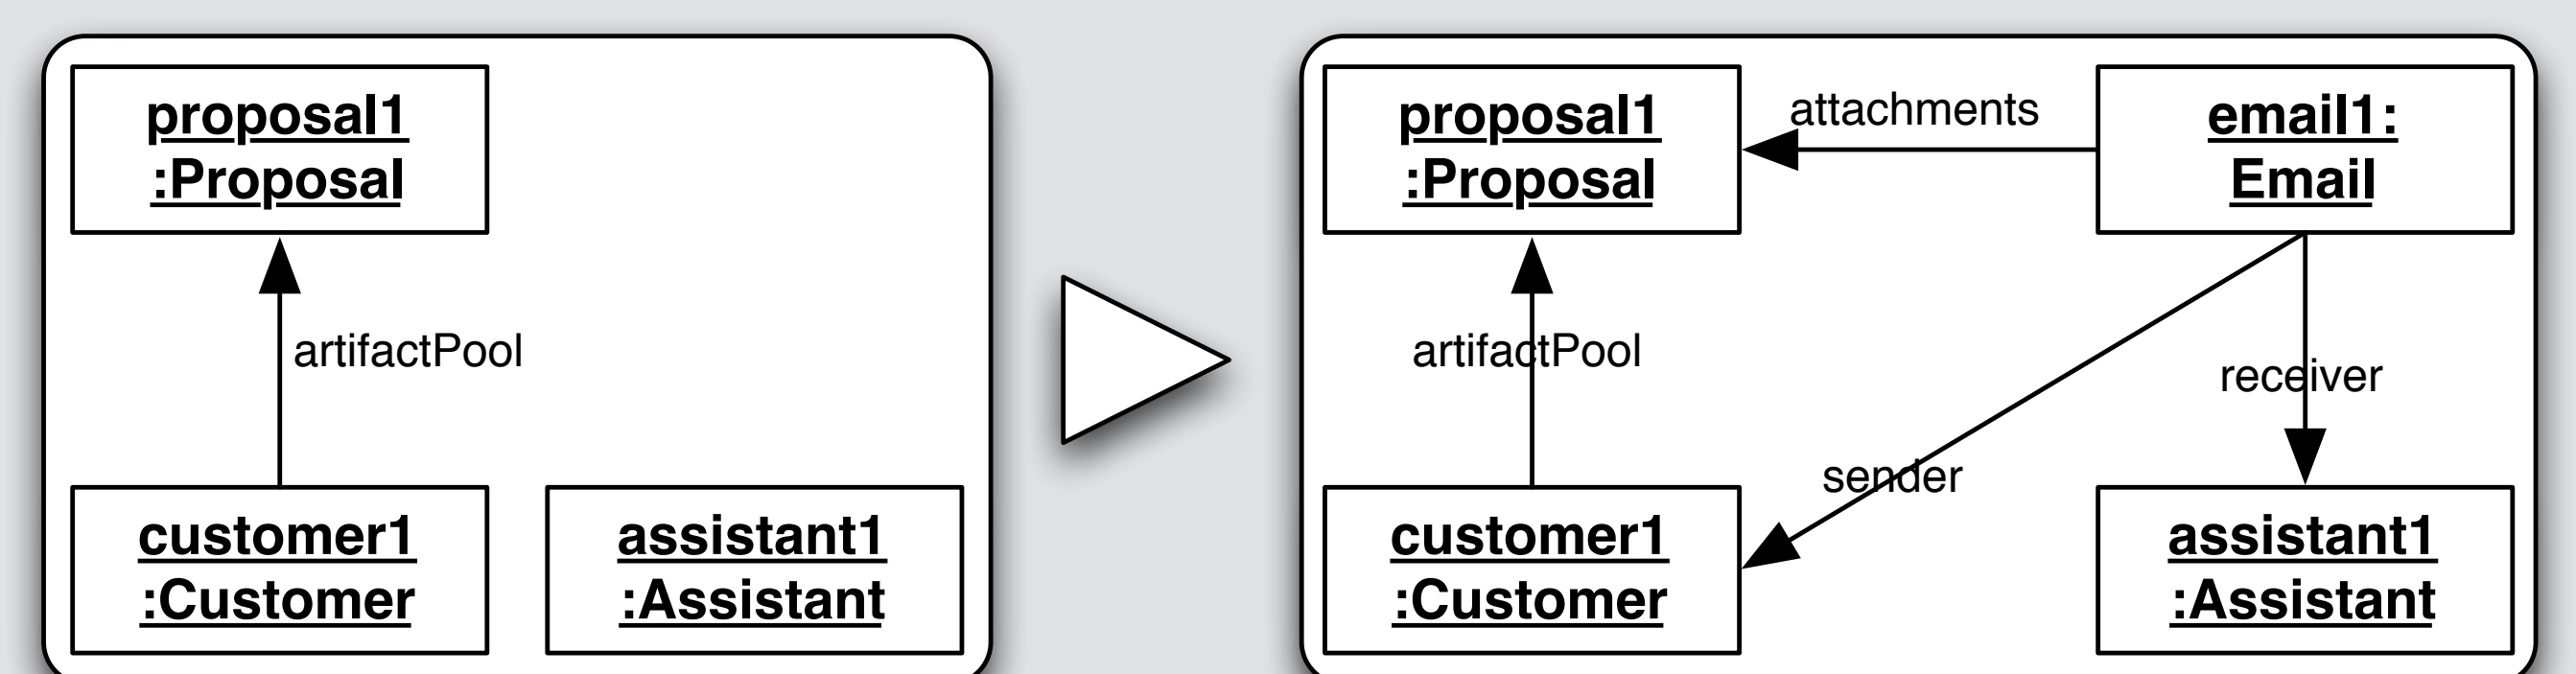 proposal1
:Proposal
artifactPool
customer1
:Customer
assistant1
:Assistant
proposal1
:Proposal
attachments
email1:
Email
artifactPool
receiver
sender
customer1
:Customer
assistant1
:Assistant